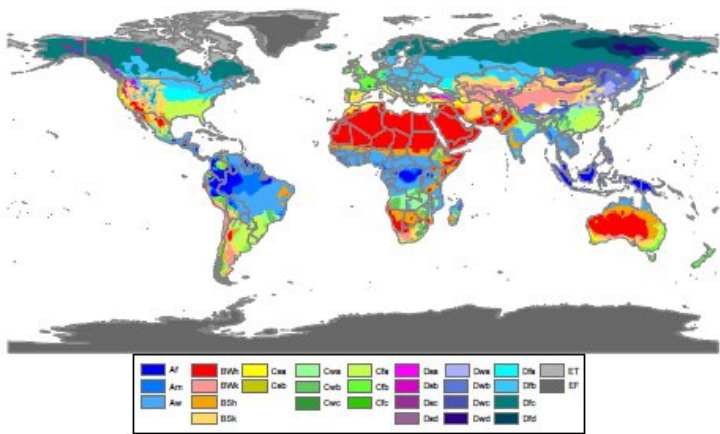 Af BWh Csa Cwa Cfa Dsa Dwa Dfa ET
Am BWk Csb Cwb Cfb Dsb Dwb Dfb EF
Aw BSh Cwc Cfc Dsc Dwc Dfc
BSk Dsd Dwd Dfd